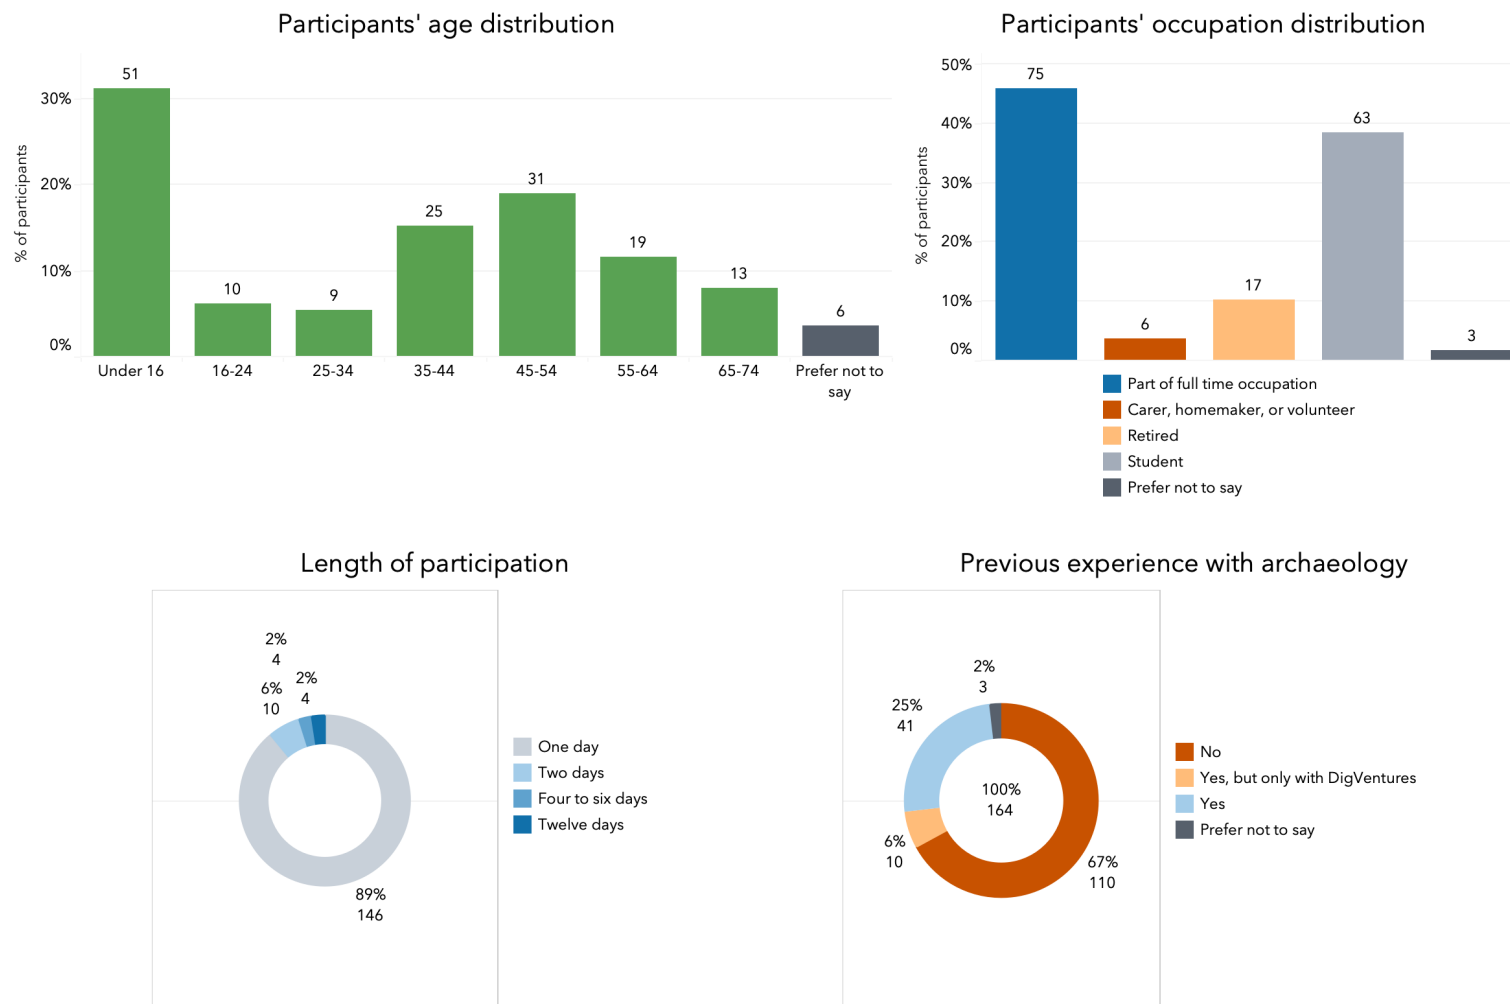 Participants' age distribution
51
30%
31
20%
25
19
13
10%
10
9
6
0%
% of participants
Under 16
16-24
25-34
35-44
45-54
55-64
65-74
Prefer not to
say
Participants' occupation distribution
50%
75
63
40%
30%
20%
17
10%
6
3
0%
% of participants
Part of full time occupation
Carer, homemaker, or volunteer
Retired
Student
Prefer not to say
Length of participation
2%
4
2%
4
6%
10
89%
146
One day
Two days
Four to six days
Twelve days
Previous experience with archaeology
2%
3
25%
41
100%
164
6%
10
67%
110
No
Yes, but only with DigVentures
Yes
Prefer not to say